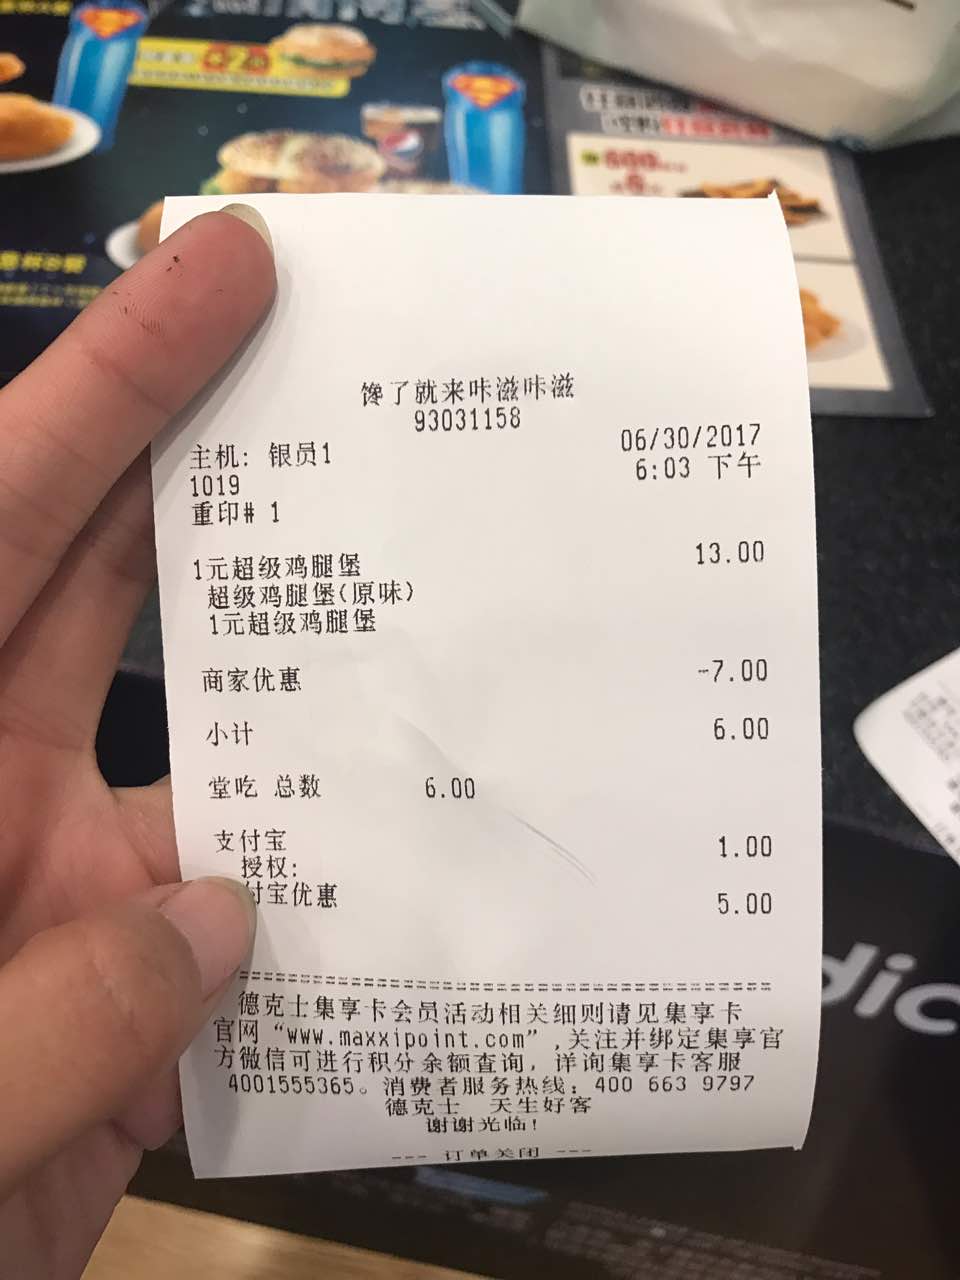 馋了就来咔滋咔滋
93031158
主机: 银员1 06/30/2017
1019 6:03 下午
重印# 1
1元超级鸡腿堡 13.00
超级鸡腿堡(原味)
1元超级鸡腿堡
商家优惠 -7.00
小计 6.00
堂吃 总数 6.00
支付宝 1.00
授权:
付宝优惠 5.00
德克士集享卡会员活动相关细则请见集享卡
官网“www.maxxipoint.com”,关注并绑定集享官
方微信可进行积分余额查询, 详询集享卡客服
4001555365。消费者服务热线: 400 663 9797
德克士 天生好客
谢谢光临!
--- 订单关闭 ---
dic